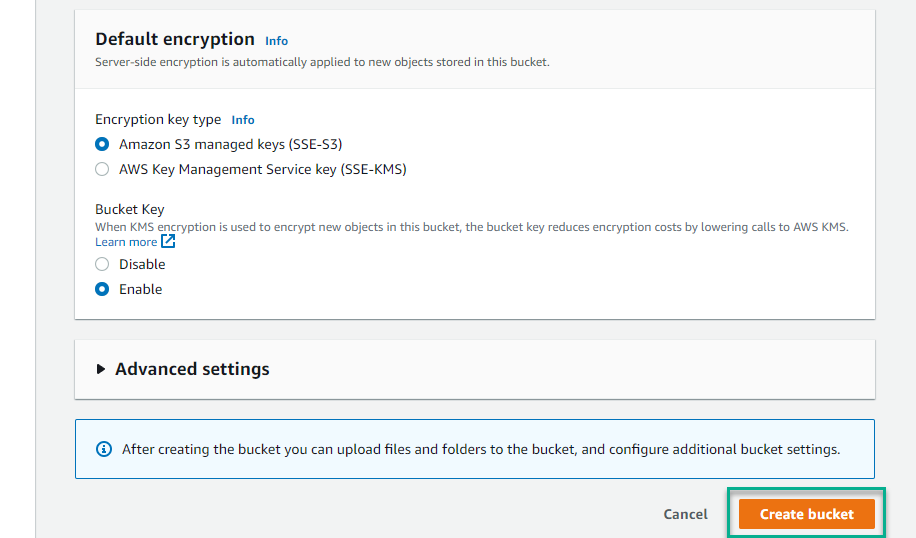 Default encryption Info
Server-side encryption is automatically applied to new objects stored in this bucket.
Encryption key type Info
Amazon S3 managed keys (SSE-S3)
AWS Key Management Service key (SSE-KMS)
Bucket Key
When KMS encryption is used to encrypt new objects in this bucket, the bucket key reduces encryption costs by lowering calls to AWS KMS.
Learn more
Disable
Enable
Advanced settings
After creating the bucket you can upload files and folders to the bucket, and configure additional bucket settings.
Cancel Create bucket